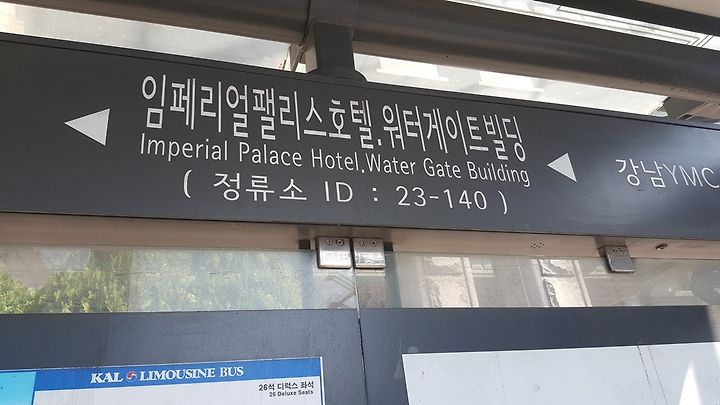 임페리얼팰리스호텔.워터게이트빌딩
Imperial Palace Hotel.Water Gate Building
( 정류소 ID : 23-140 )
강남YMC
KAL LIMOUSINE BUS
26석 디럭스 좌석
26 Deluxe Seats